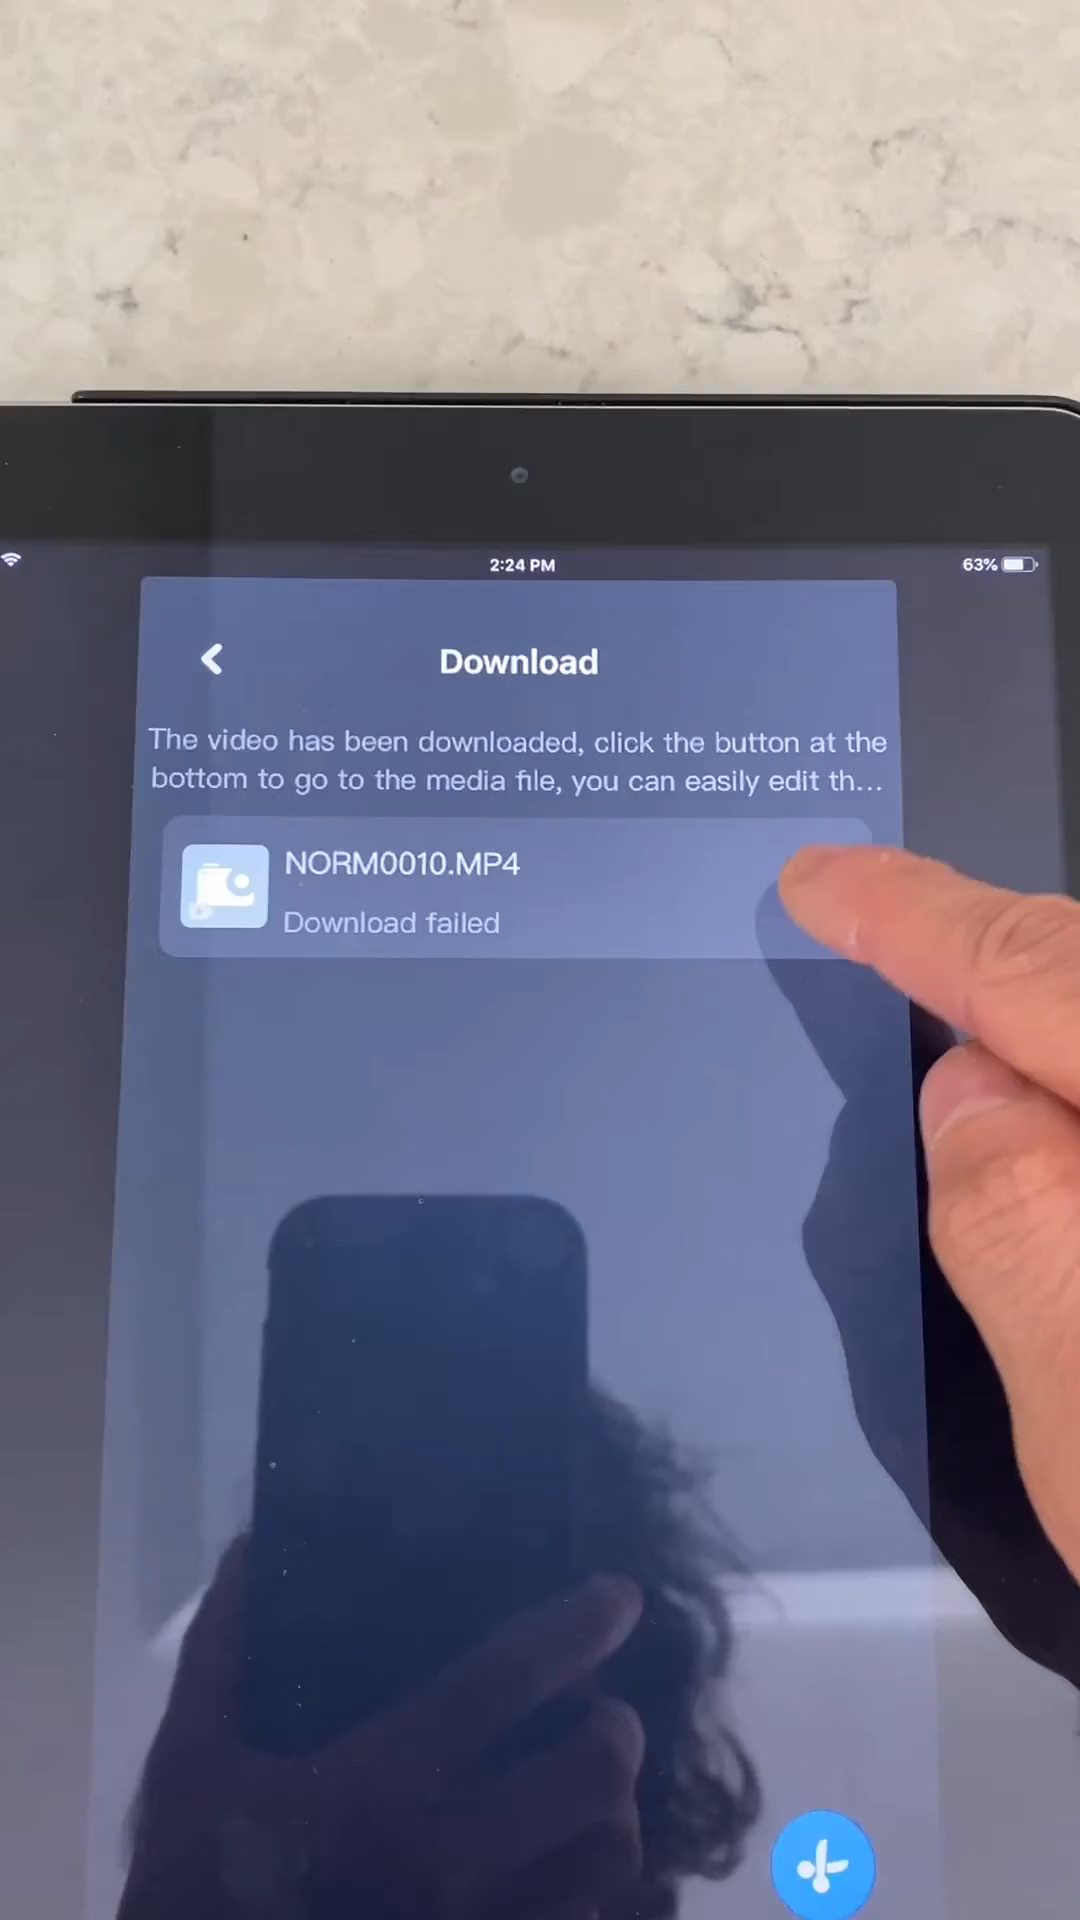 2:24 PM
63%
Download
The video has been downloaded, click the button at the
bottom to go to the media file, you can easily edit th...
NORM0010.MP4
Download failed